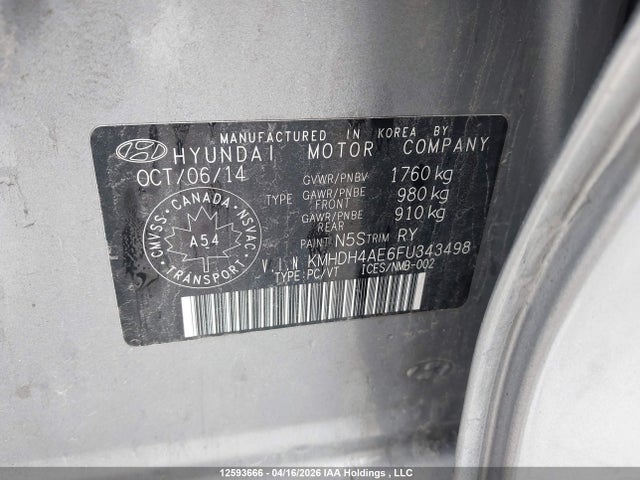 MANUFACTURED IN KOREA BY
HYUNDAI MOTOR COMPANY
OCT/06/14
GVWR/PNBV 1760 kg
TYPE GAWR/PNBE FRONT 980 kg
GAWR/PNBE REAR 910 kg
PAINT N5S TRIM RY
V.I.N KMHDH4AE6FU343498
TYPE:PC/VT ICES/NMB-002
CMVSS · CANADA · NSVAC
A54
TRANSPORT
12593666 - 04/16/2026 IAA Holdings , LLC